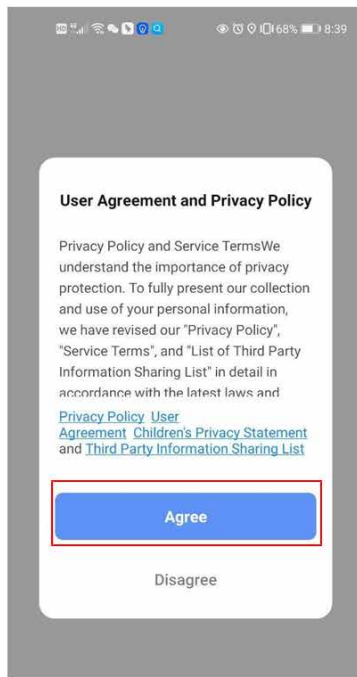 68% 8:39
User Agreement and Privacy Policy
Privacy Policy and Service TermsWe
understand the importance of privacy
protection. To fully present our collection
and use of your personal information,
we have revised our "Privacy Policy",
"Service Terms", and "List of Third Party
Information Sharing List" in detail in
accordance with the latest laws and
Privacy Policy User
Agreement Children's Privacy Statement
and Third Party Information Sharing List
Agree
Disagree